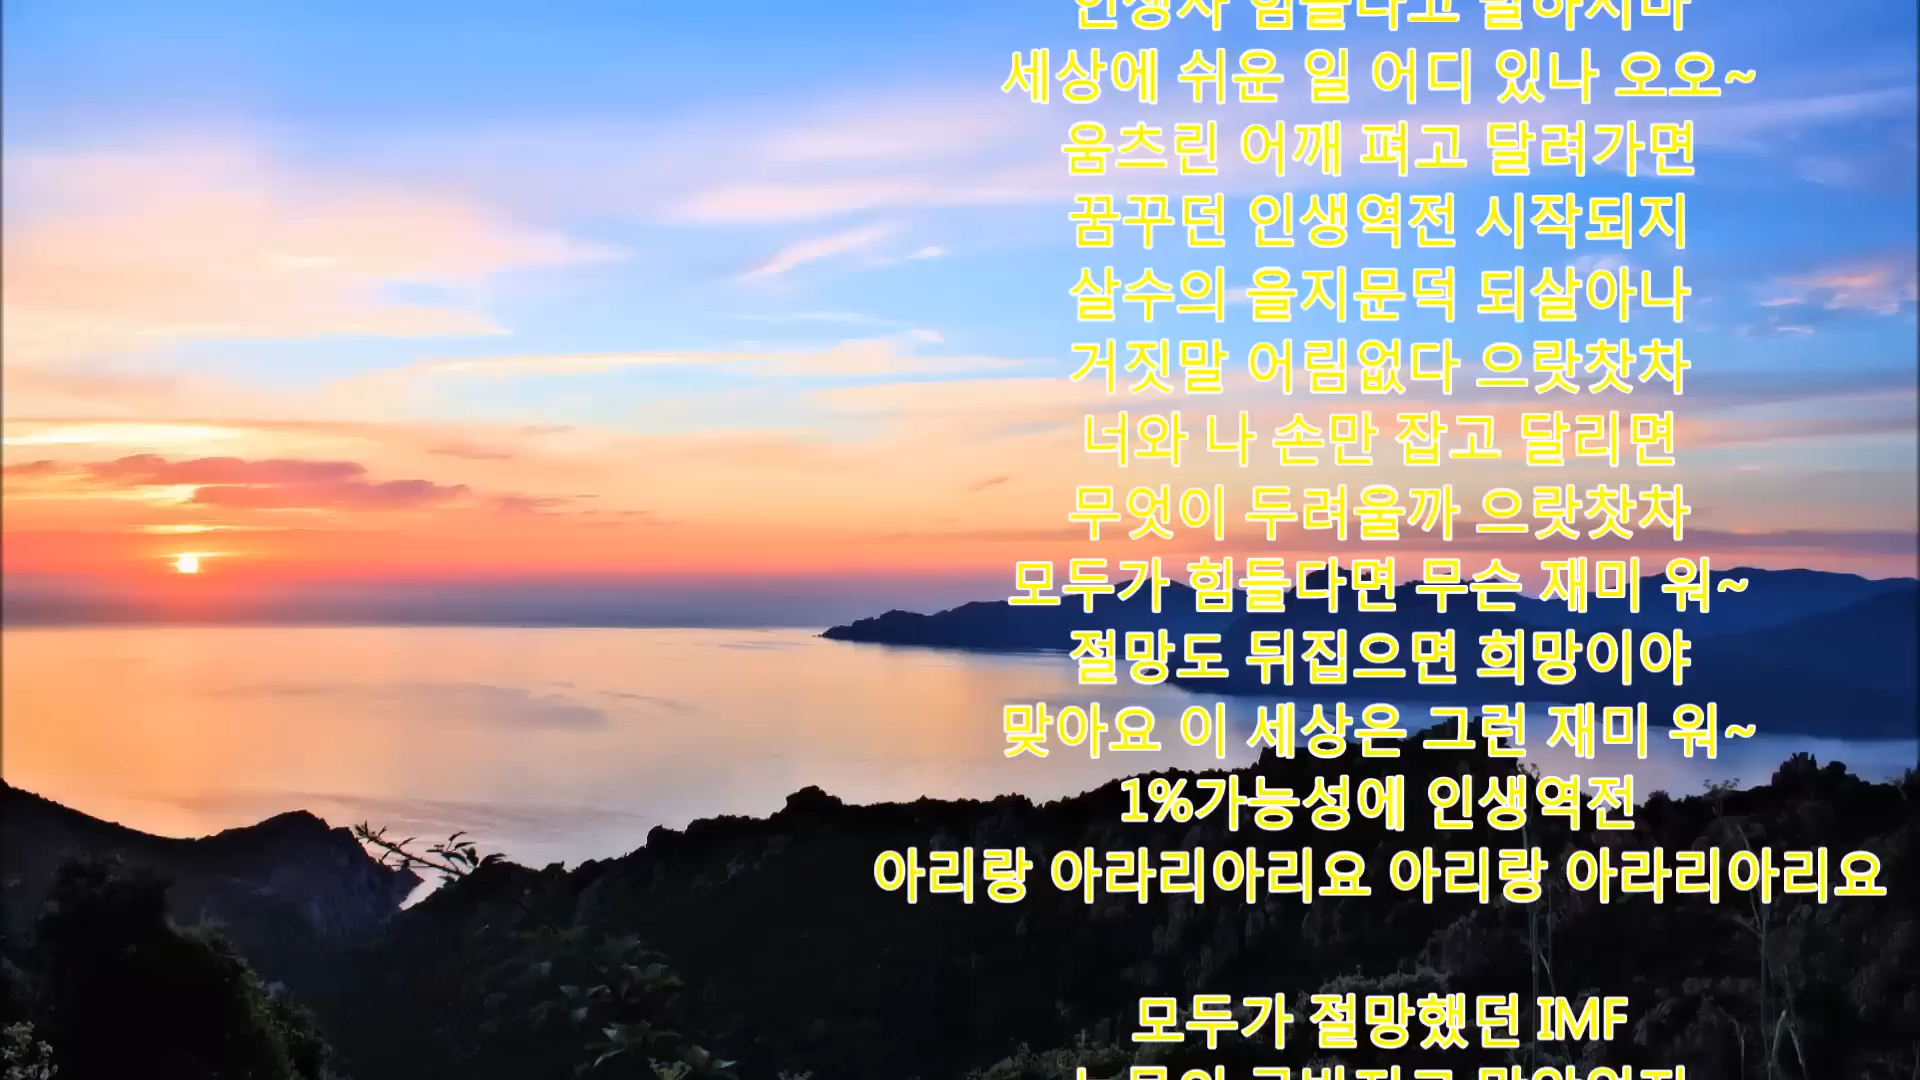 인생사 힘들다고 말하지마
세상에 쉬운 일 어디 있나 오오~
움츠린 어깨 펴고 달려가면
꿈꾸던 인생역전 시작되지
살수의 을지문덕 되살아나
거짓말 어림없다 으랏찻차
너와 나 손만 잡고 달리면
무엇이 두려울까 으랏찻차
모두가 힘들다면 무슨 재미 워~
절망도 뒤집으면 희망이야
맞아요 이 세상은 그런 재미 워~
1%가능성에 인생역전
아리랑 아라리아리요 아리랑 아라리아리요
모두가 절망했던 IMF